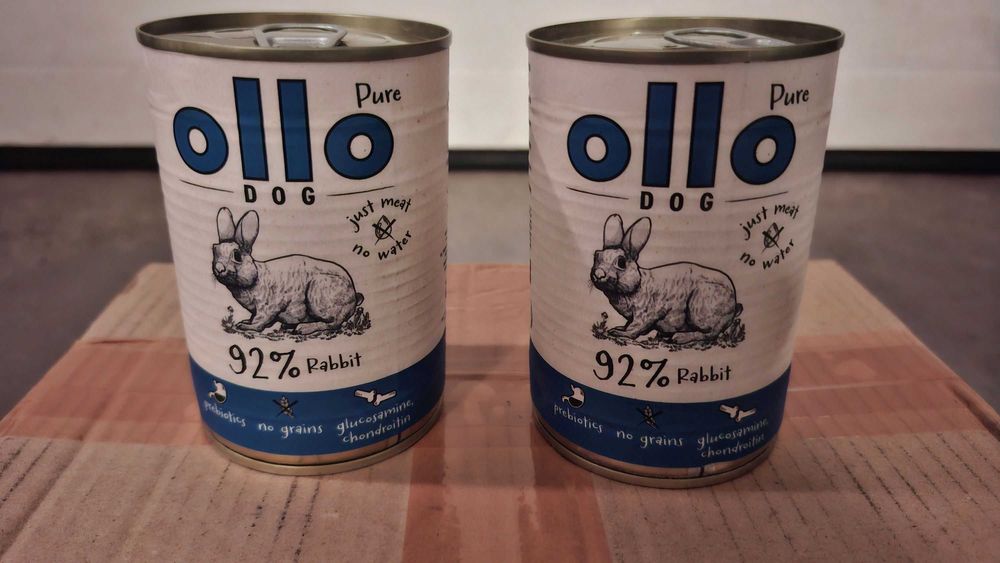 Pure
ollo
DOG
just meat
no water
92% Rabbit
prebiotics
no grains
glucosamine,
chondroitin
Pure
ollo
DOG
just meat
no water
92% Rabbit
prebiotics
no grains
glucosamine,
chondroitin